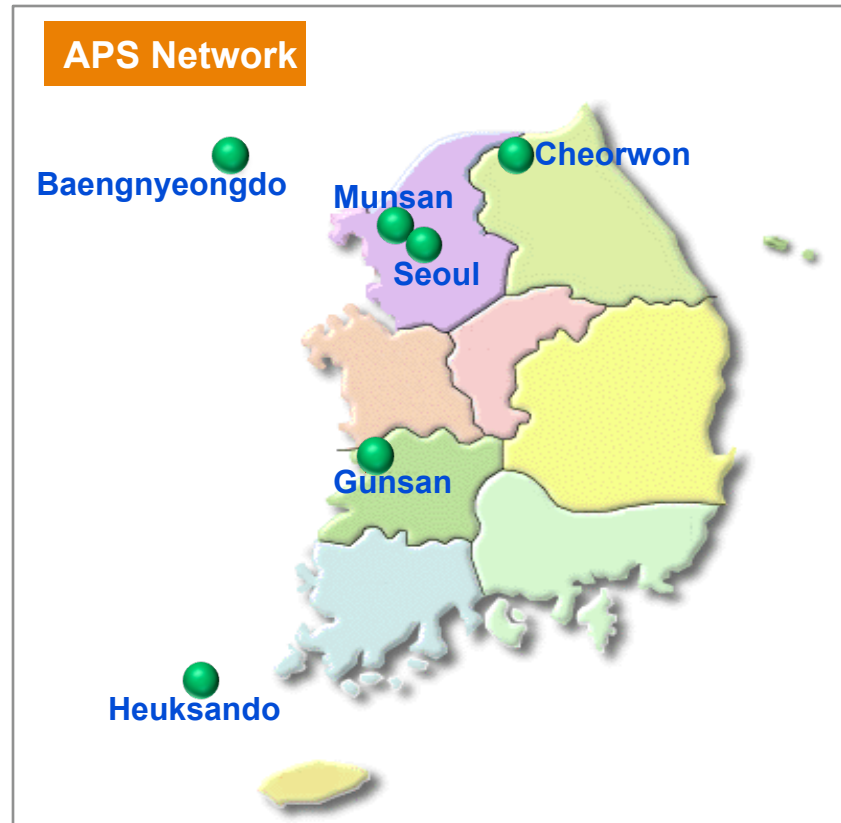 APS Network
Cheorwon
Baengnyeongdo
Munsan
Seoul
Gunsan
Heuksando